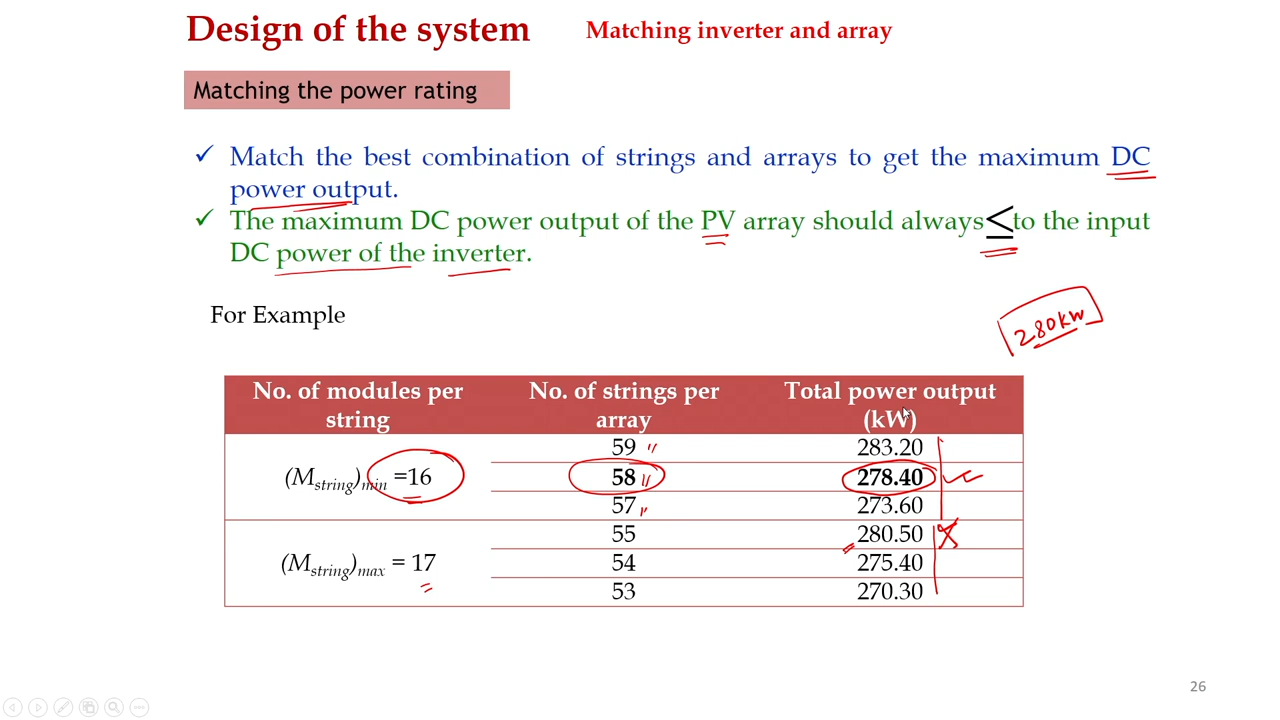 Design of the system
Matching inverter and array
Matching the power rating
✓ Match the best combination of strings and arrays to get the maximum DC
power output.
✓ The maximum DC power output of the PV array should always ≤ to the input
DC power of the inverter.
For Example
280kW
No. of modules per string No. of strings per array Total power output (kW)
59 283.20
(Mstring)min =16 58 278.40
57 273.60
55 280.50
(Mstring)max = 17 54 275.40
53 270.30
26